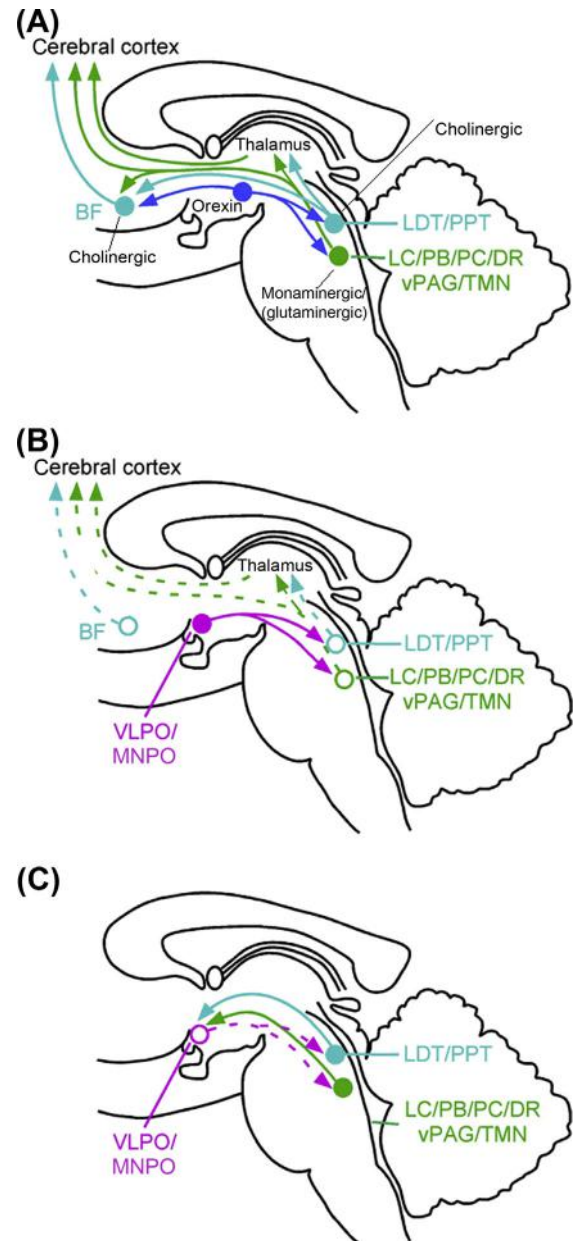 (A)
Cerebral cortex
Cholinergic
Thalamus
Orexin
BF
LDT/PPT
Cholinergic
LC/PB/PC/DR
vPAG/TMN
Monaminergic/
(glutaminergic)
(B)
Cerebral cortex
Thalamus
BF
LDT/PPT
LC/PB/PC/DR
vPAG/TMN
VLPO/
MNPO
(C)
LDT/PPT
LC/PB/PC/DR
vPAG/TMN
VLPO/
MNPO